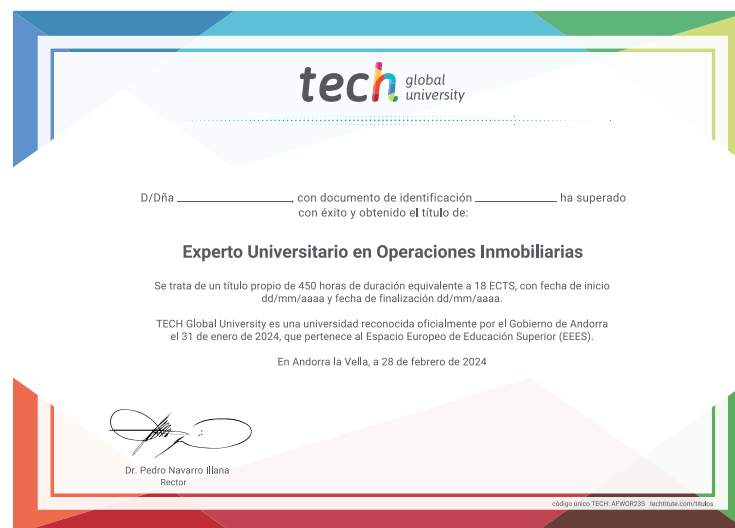 tech global university
D/Dña ______________, con documento de identificación __________ ha superado
con éxito y obtenido el título de:
Experto Universitario en Operaciones Inmobiliarias
Se trata de un título propio de 450 horas de duración equivalente a 18 ECTS, con fecha de inicio
dd/mm/aaaa y fecha de finalización dd/mm/aaaa.
TECH Global University es una universidad reconocida oficialmente por el Gobierno de Andorra
el 31 de enero de 2024, que pertenece al Espacio Europeo de Educación Superior (EEES).
En Andorra la Vella, a 28 de febrero de 2024
Dr. Pedro Navarro Illana
Rector
código único TECH: AFWOR23S techtitute.com/titulos